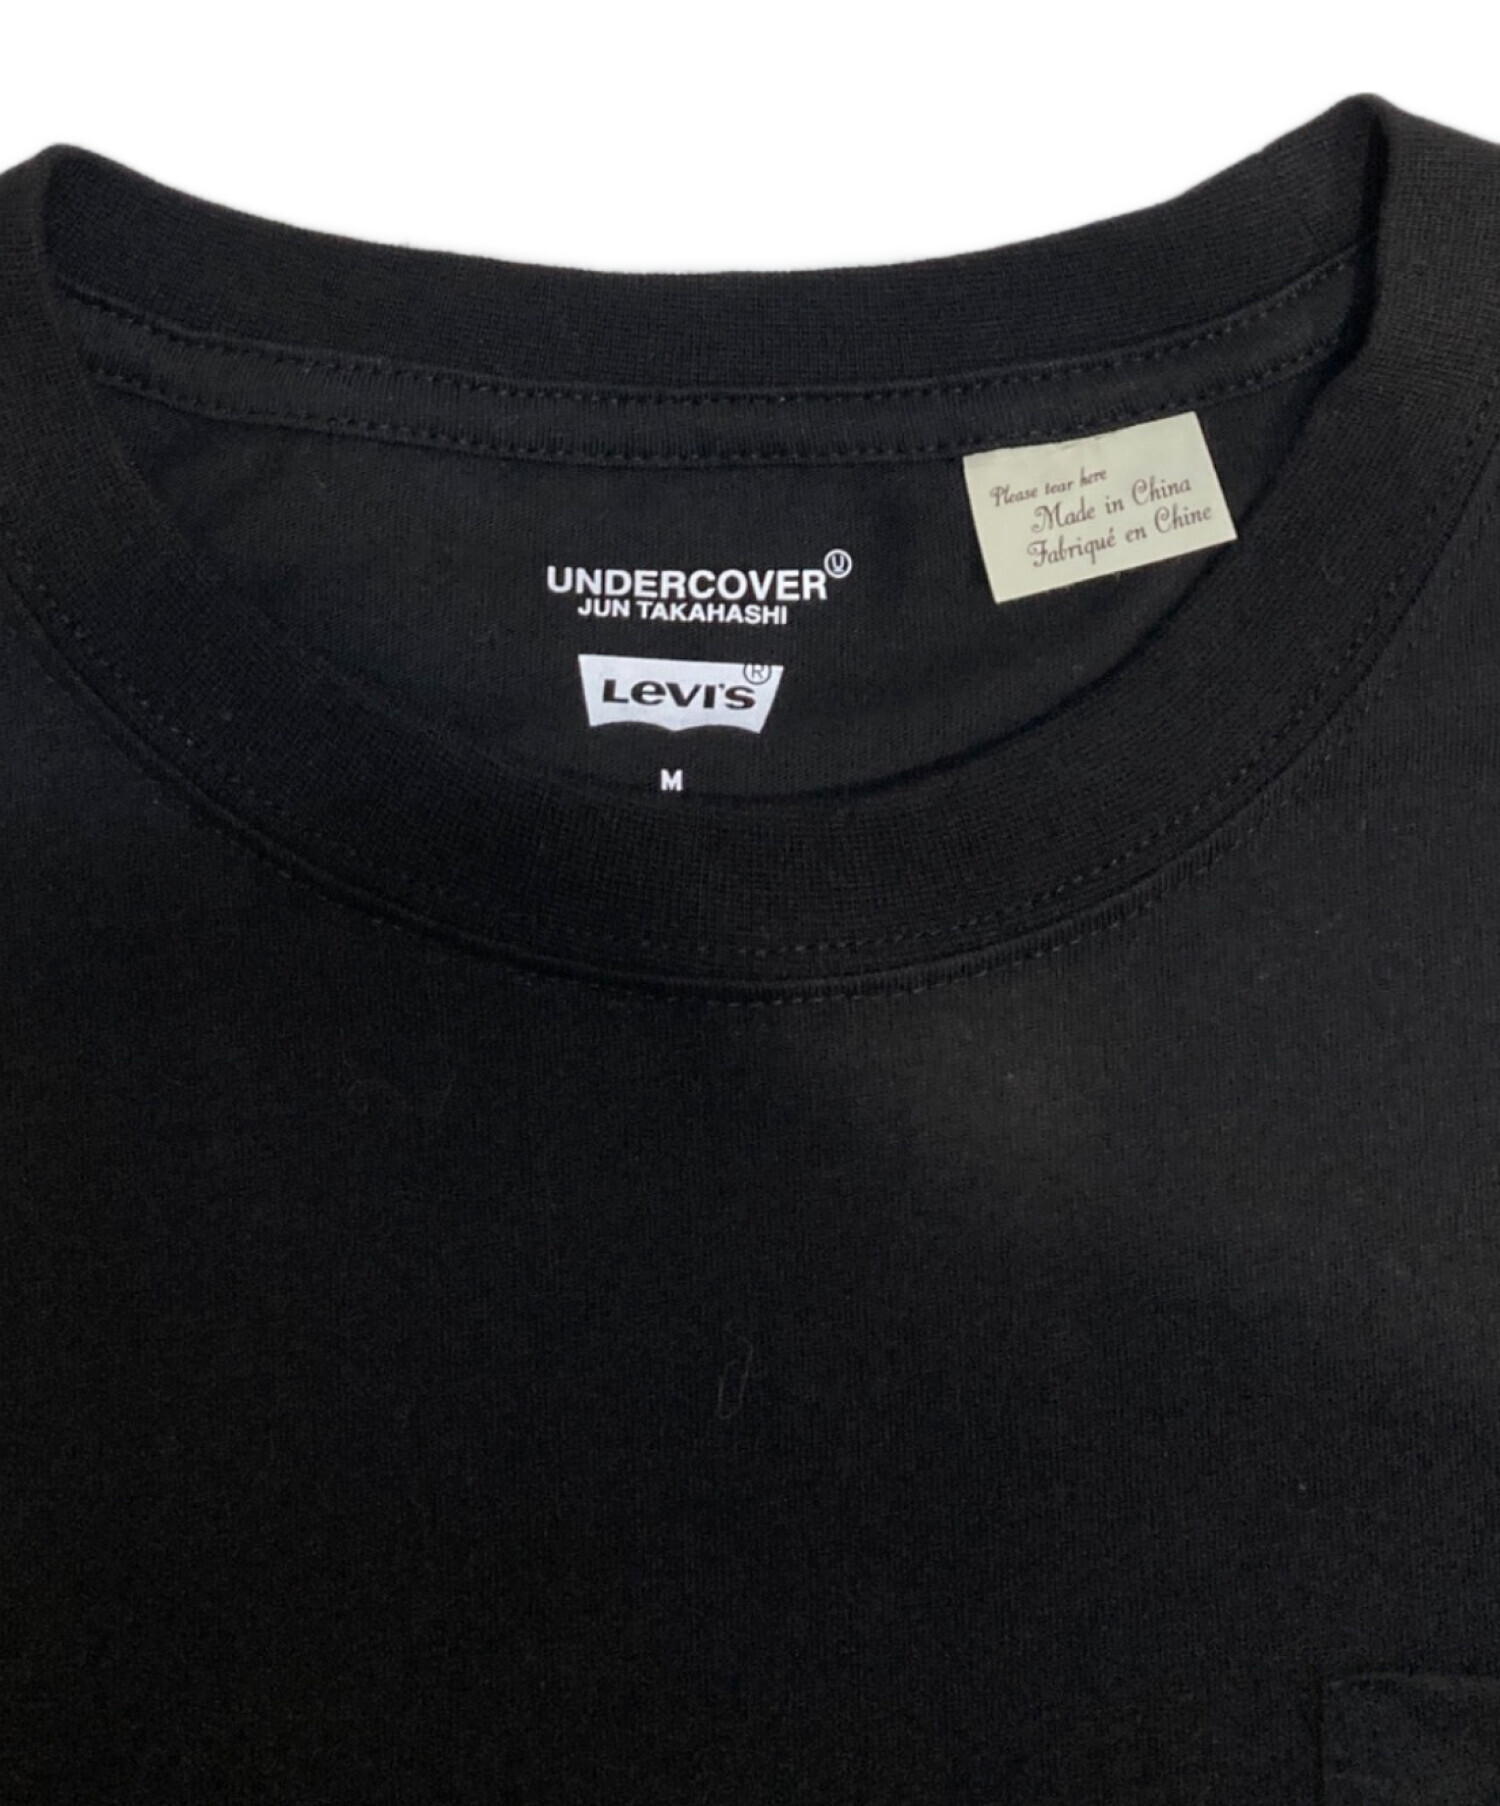 Please tear here
Made in China
Fabriqué en Chine
UNDERCOVER Ⓤ
JUN TAKAHASHI
Levi's ®
M